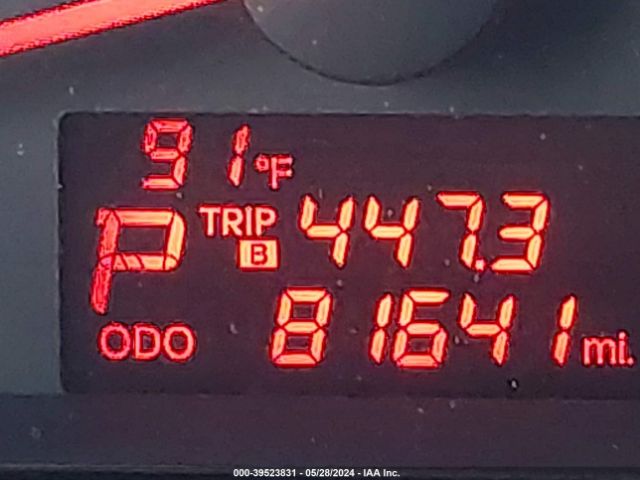 91°F
P TRIP B 447.3
ODO 81641 mi.
000-39523831 - 05/28/2024 - IAA Inc.